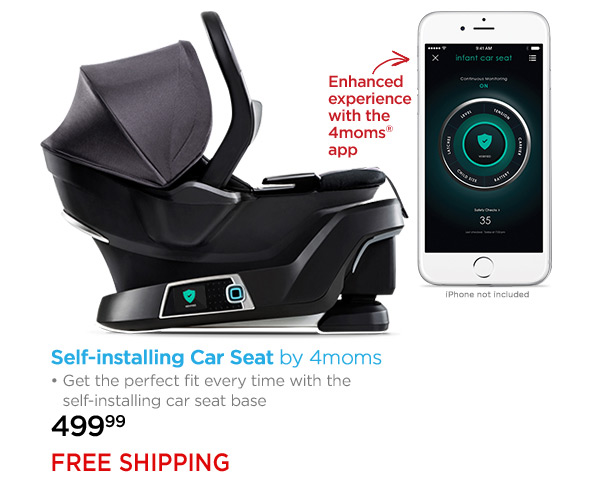 Enhanced
experience
with the
4moms®
app
9:41 AM
infant car seat
Continuous Monitoring
ON
LEVEL
TENSION
LATCHES
CANOPY
CHILD SIZE
BATTERY
VERIFIED
Safety Checks
35
iPhone not included
Self-installing Car Seat by 4moms
• Get the perfect fit every time with the
self-installing car seat base
499⁹⁹
FREE SHIPPING